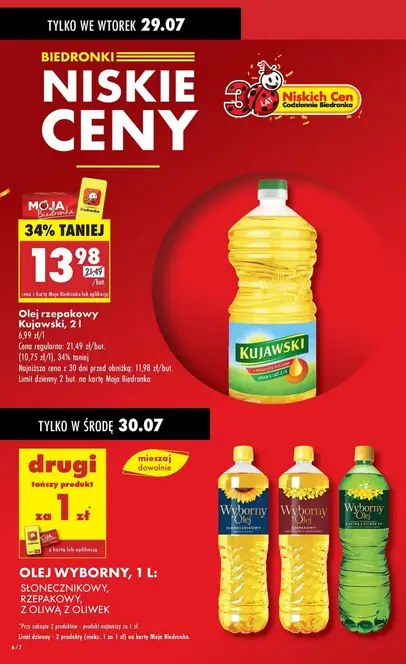 TYLKO WE WTOREK 29.07
BIEDRONKI
NISKIE
CENY
30 LAT
Niskich Cen
Codziennie Biedronka
MOJA
Biedronka
34% TANIEJ
13 98
21,49
/but.
cena z kartą Moja Biedronka lub aplikacją
Olej rzepakowy
Kujawski, 2 l
6,99 zł/l
Cena regularna: 21,49 zł/but.
(10,75 zł/l), 34% taniej
Najniższa cena z 30 dni przed obniżką: 11,98 zł/but.
Limit dzienny 2 but. na kartę Moja Biedronka
KUJAWSKI
TYLKO W ŚRODĘ 30.07
drugi
tańszy produkt
za 1 zł
z kartą lub aplikacją
mieszaj
dowolnie
Wyborny Olej
SŁONECZNIKOWY
Wyborny Olej
RZEPAKOWY
Wyborny Olej
OLEJ WYBORNY, 1 L:
SŁONECZNIKOWY,
RZEPAKOWY,
Z OLIWĄ Z OLIWEK
*Przy zakupie 2 produktów - produkt najtańszy za 1 zł
Limit dzienny - 2 produkty (maks. 1 za 1 zł) na kartę Moja Biedronka.
6/7